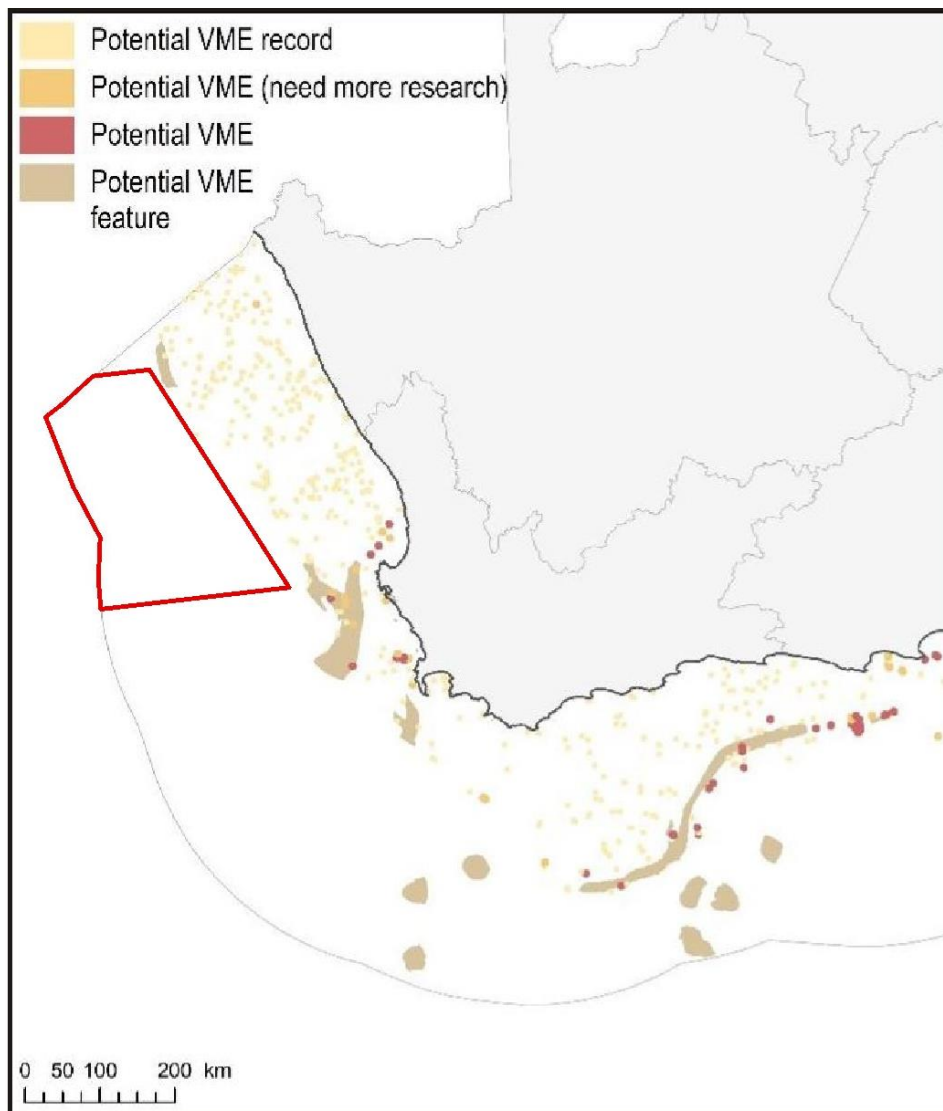 Potential VME record
Potential VME (need more research)
Potential VME
Potential VME
feature
0 50 100 200 km